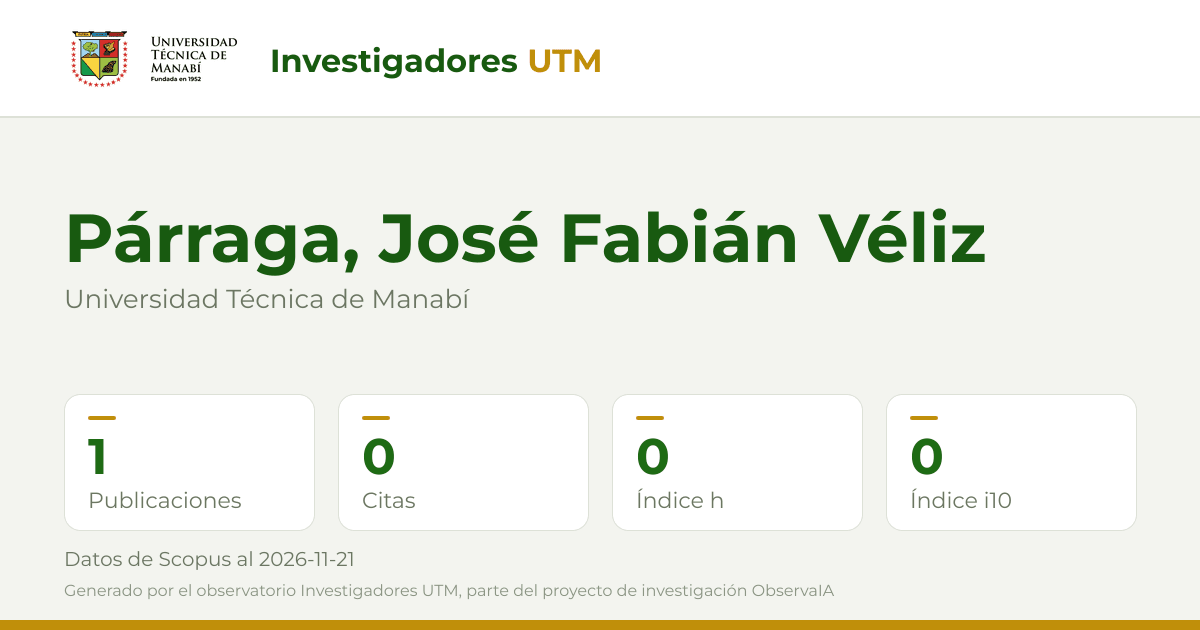 UNIVERSIDAD
TÉCNICA DE
MANABÍ
Fundada en 1952
Investigadores UTM
Párraga, José Fabián Véliz
Universidad Técnica de Manabí
1
Publicaciones
0
Citas
0
Índice h
0
Índice i10
Datos de Scopus al 2026-11-21
Generado por el observatorio Investigadores UTM, parte del proyecto de investigación ObservaIA